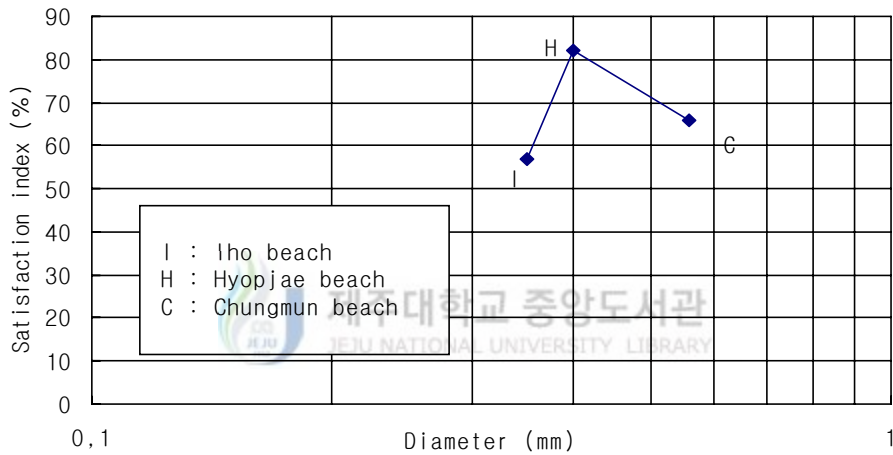 90
80
70
60
50
40
30
20
10
0
Satisfaction index (%)
H
C
I
I : Iho beach
H : Hyopjae beach
C : Chungmun beach
제주대학교 중앙도서관
JEJU NATIONAL UNIVERSITY LIBRARY
JEJU
0,1
Diameter (mm)
1